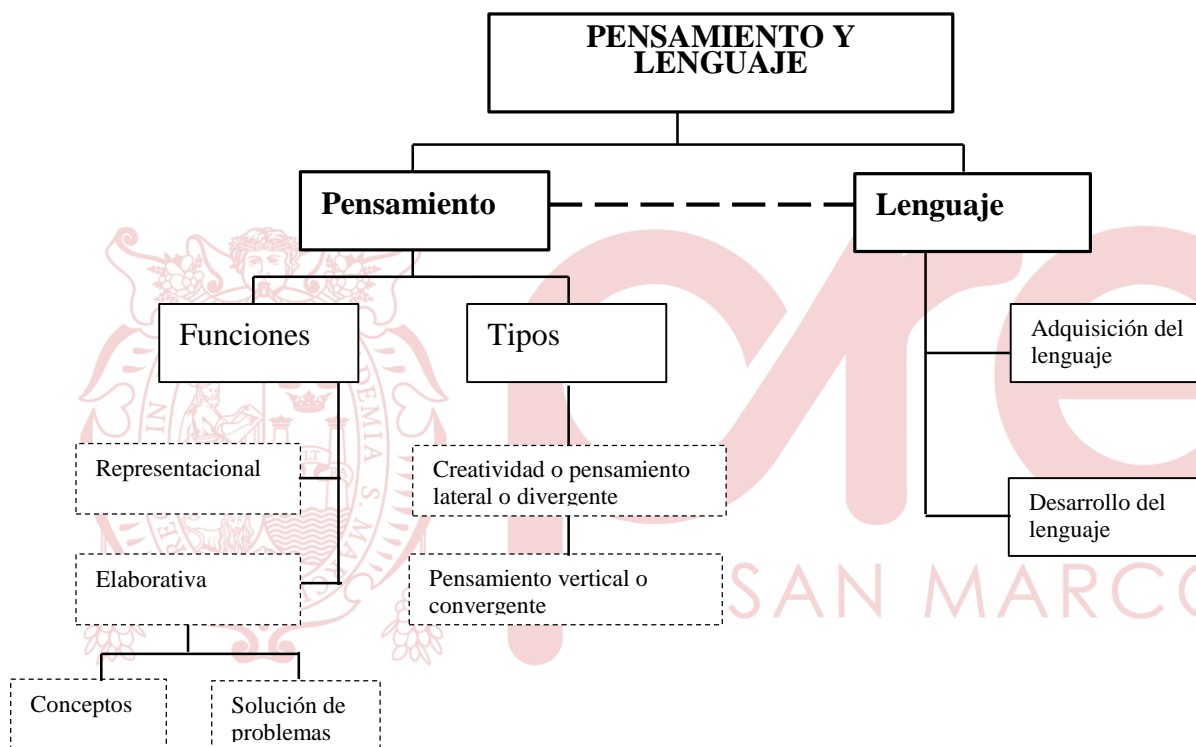 PENSAMIENTO Y
LENGUAJE
Pensamiento
Lenguaje
Funciones
Tipos
Adquisición del
lenguaje
Representacional
Creatividad o pensamiento
lateral o divergente
Desarrollo del
lenguaje
Elaborativa
Pensamiento vertical o
convergente
SAN MARCO
Conceptos
Solución de
problemas